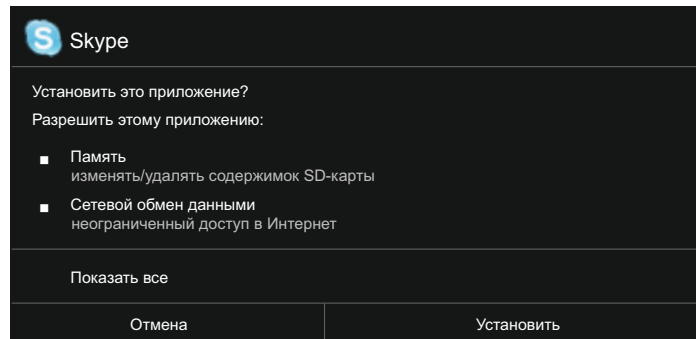 Skype
Установить это приложение?
Разрешить этому приложению:
Память
изменять/удалять содержимок SD-карты
Сетевой обмен данными
неограниченный доступ в Интернет
Показать все
Отмена
Установить